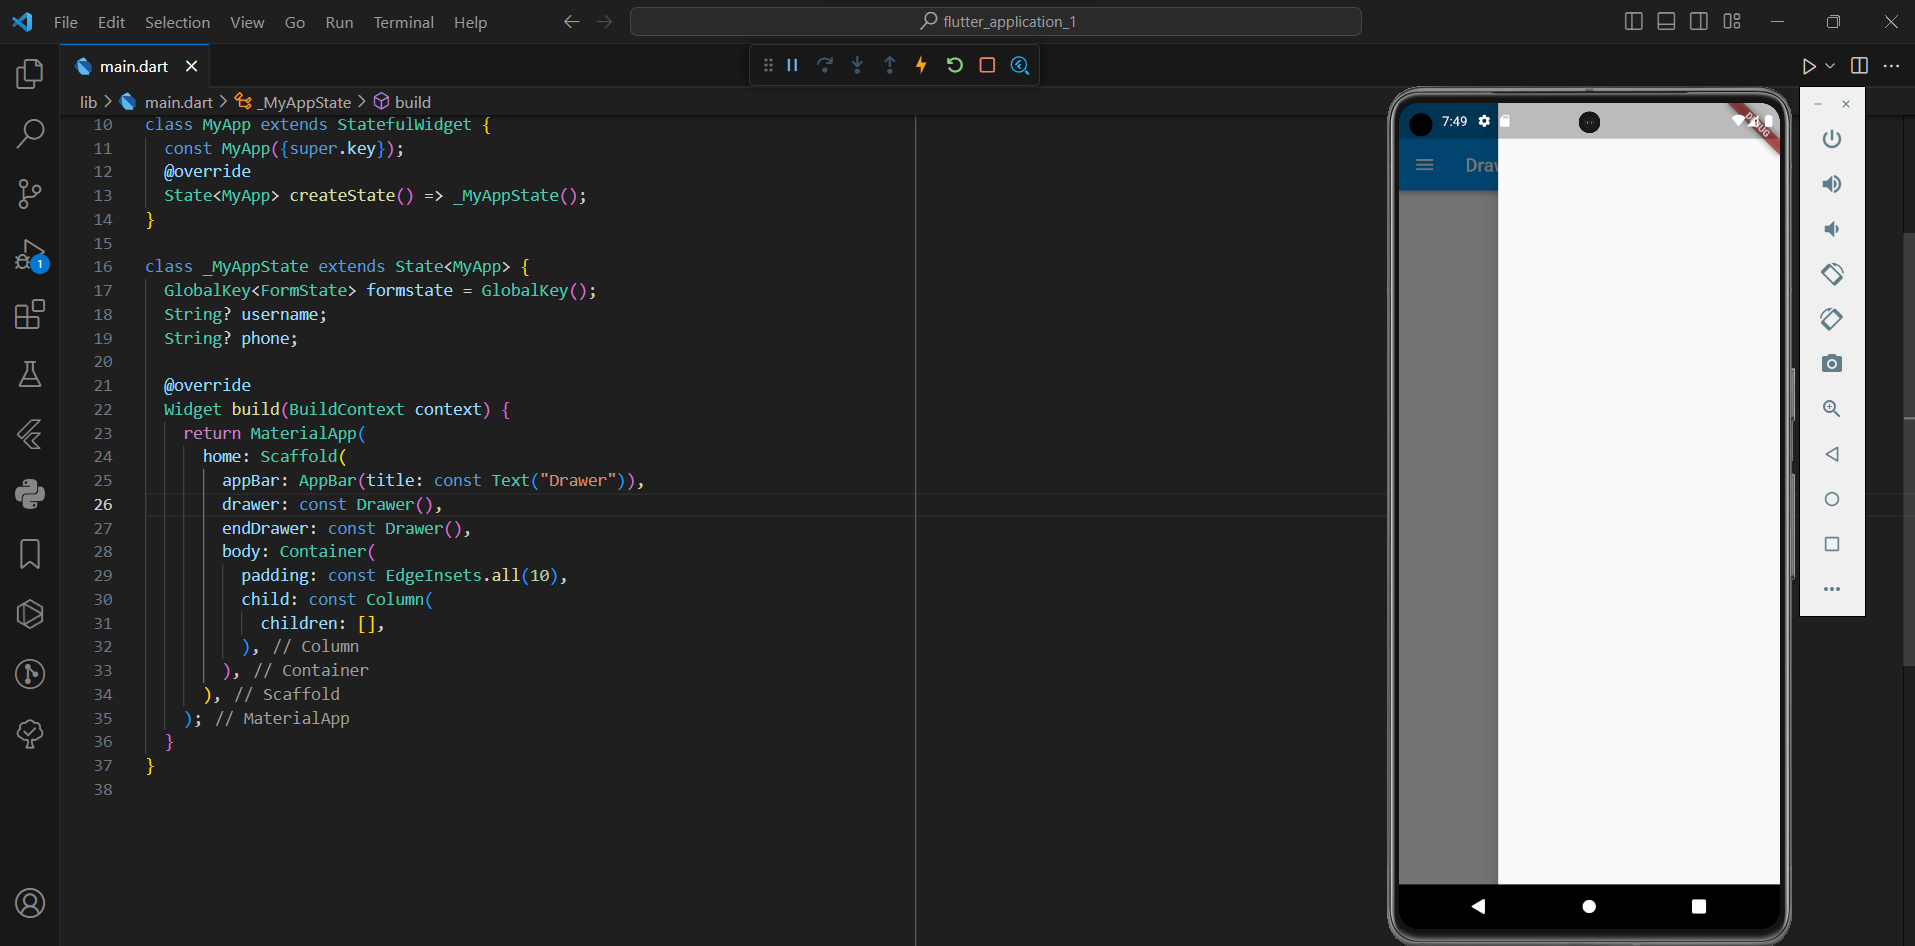 File Edit Selection View Go Run Terminal Help
flutter_application_1
main.dart
lib > main.dart > _MyAppState > build
10 class MyApp extends StatefulWidget {
11 const MyApp({super.key});
12 @override
13 State<MyApp> createState() => _MyAppState();
14 }
15
16 class _MyAppState extends State<MyApp> {
17 GlobalKey<FormState> formstate = GlobalKey();
18 String? username;
19 String? phone;
20
21 @override
22 Widget build(BuildContext context) {
23 return MaterialApp(
24 home: Scaffold(
25 appBar: AppBar(title: const Text("Drawer")),
26 drawer: const Drawer(),
27 endDrawer: const Drawer(),
28 body: Container(
29 padding: const EdgeInsets.all(10),
30 child: const Column(
31 children: [],
32 ), // Column
33 ), // Container
34 ), // Scaffold
35 ); // MaterialApp
36 }
37 }
38
1
7:49
DEBUG
Draw